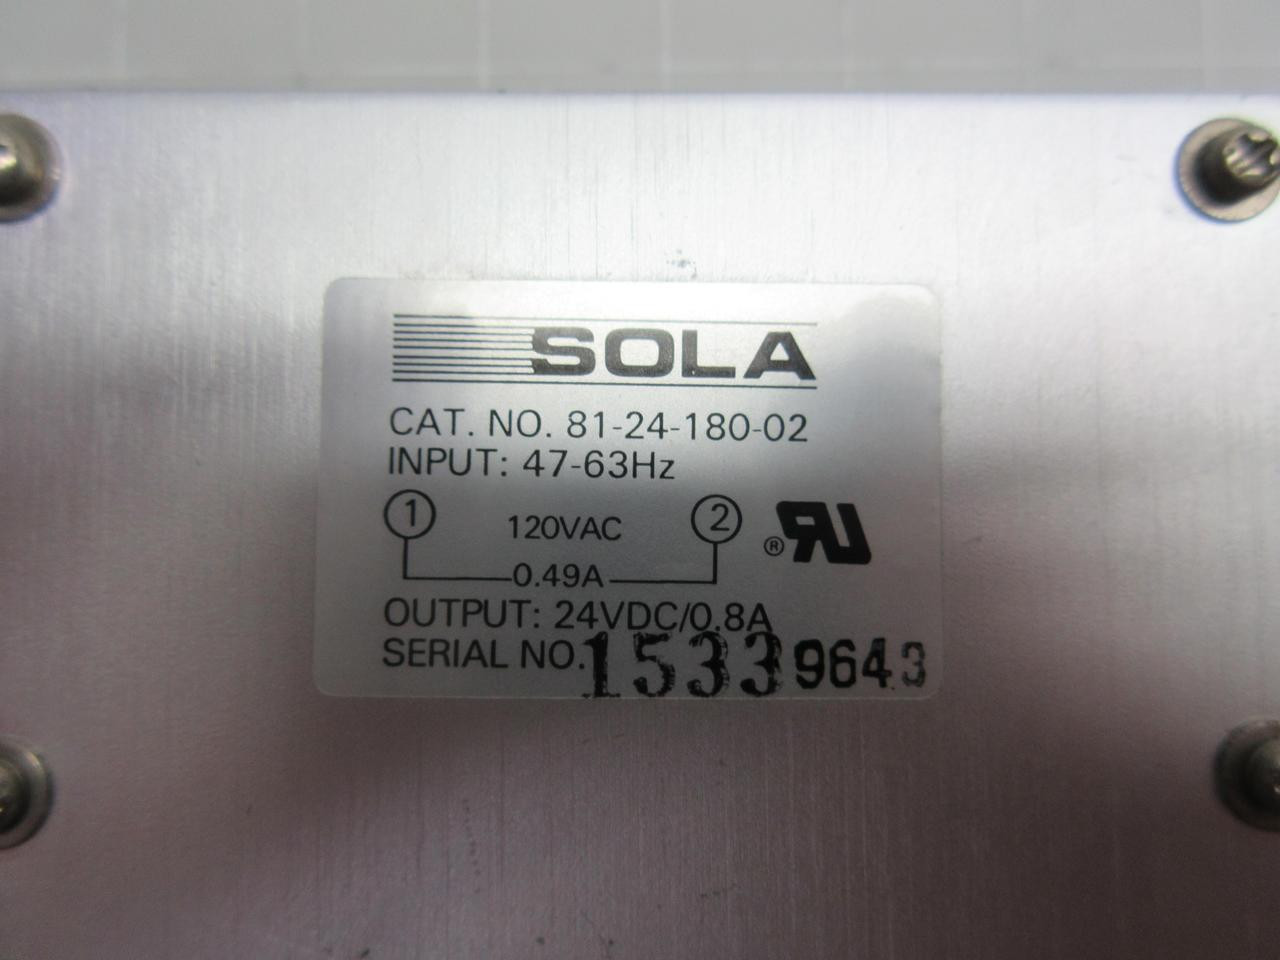 SOLA
CAT. NO. 81-24-180-02
INPUT: 47-63Hz
1 120VAC 2
® RU
0.49A
OUTPUT: 24VDC/0.8A
SERIAL NO. 15339643